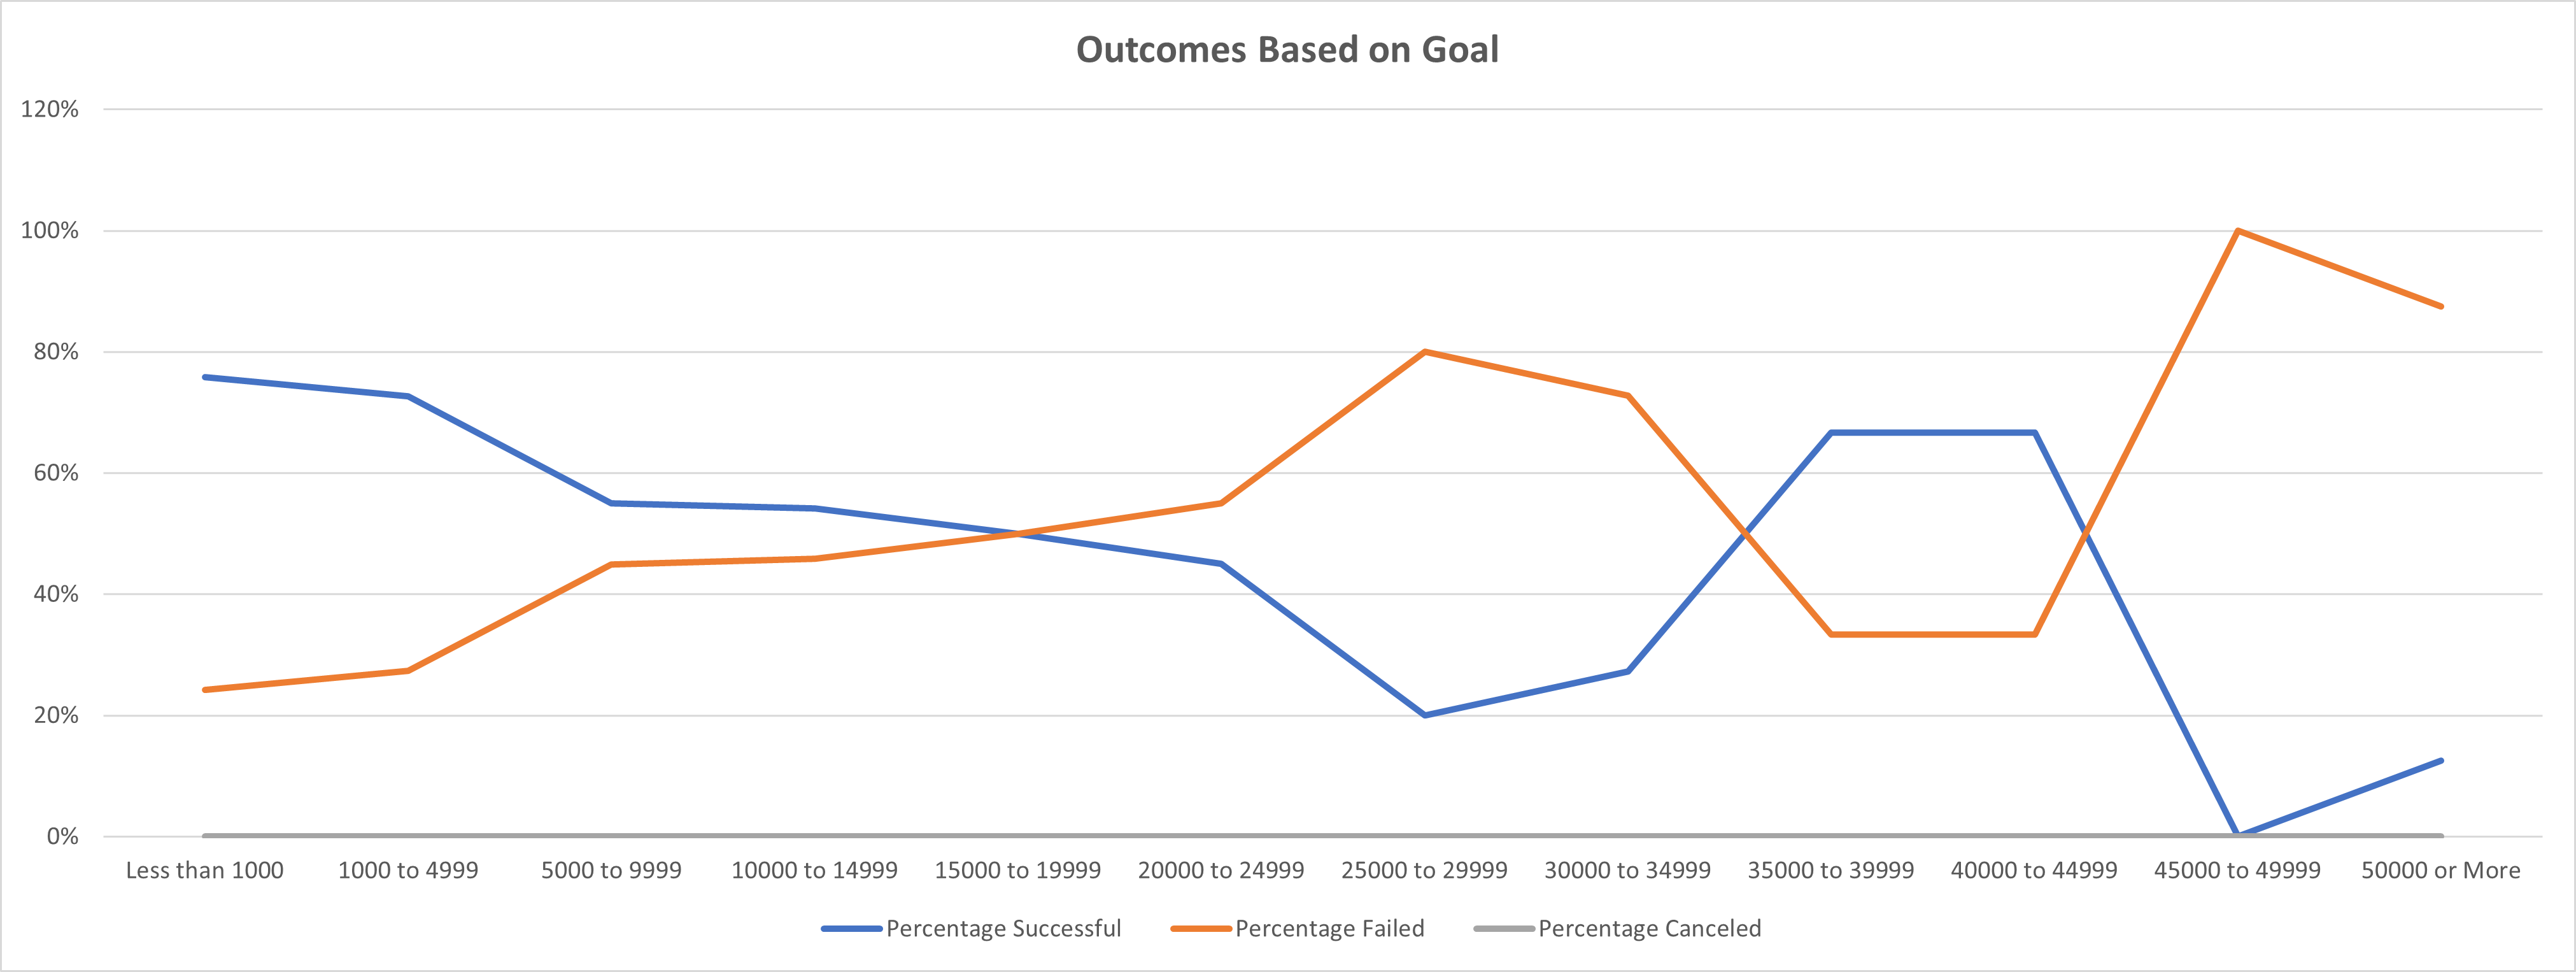 Outcomes Based on Goal
120%
100%
80%
60%
40%
20%
0%
Less than 1000 1000 to 4999 5000 to 9999 10000 to 14999 15000 to 19999 20000 to 24999 25000 to 29999 30000 to 34999 35000 to 39999 40000 to 44999 45000 to 49999 50000 or More
Percentage Successful Percentage Failed Percentage Canceled